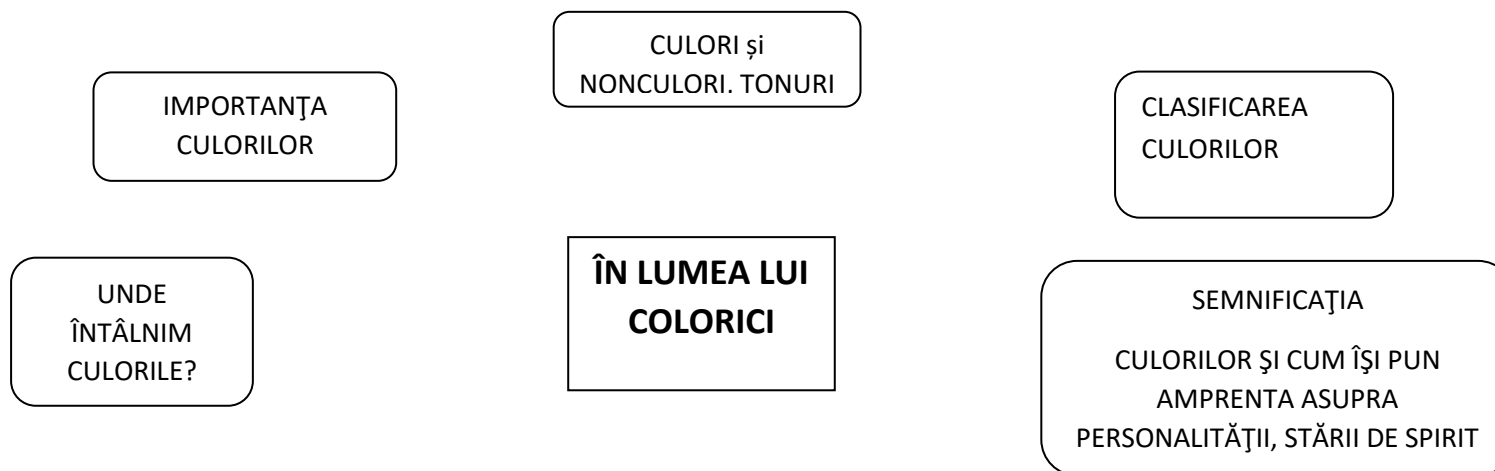 CULORI și
NONCULORI. TONURI
IMPORTANŢA
CULORILOR
CLASIFICAREA
CULORILOR
UNDE
ÎNTÂLNIM
CULORILE?
ÎN LUMEA LUI
COLORICI
SEMNIFICAŢIA
CULORILOR ŞI CUM ÎŞI PUN
AMPRENTA ASUPRA
PERSONALITĂŢII, STĂRII DE SPIRIT